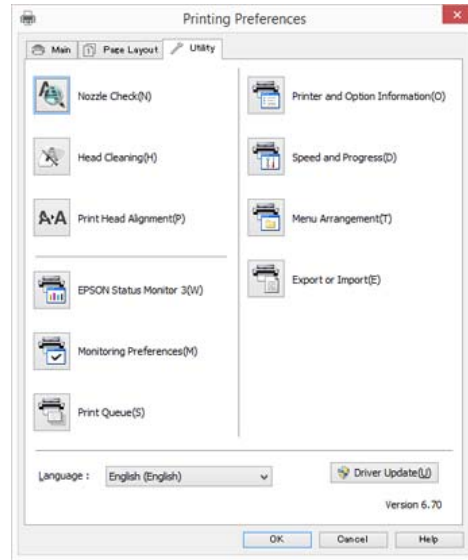 Printing Preferences
Main
Page Layout
Utility
Nozzle Check(N)
Head Cleaning(H)
Print Head Alignment(P)
EPSON Status Monitor 3(W)
Monitoring Preferences(M)
Print Queue(S)
Printer and Option Information(O)
Speed and Progress(D)
Menu Arrangement(T)
Export or Import(E)
Language : English (English)
Driver Update(U)
Version 6.70
OK Cancel Help